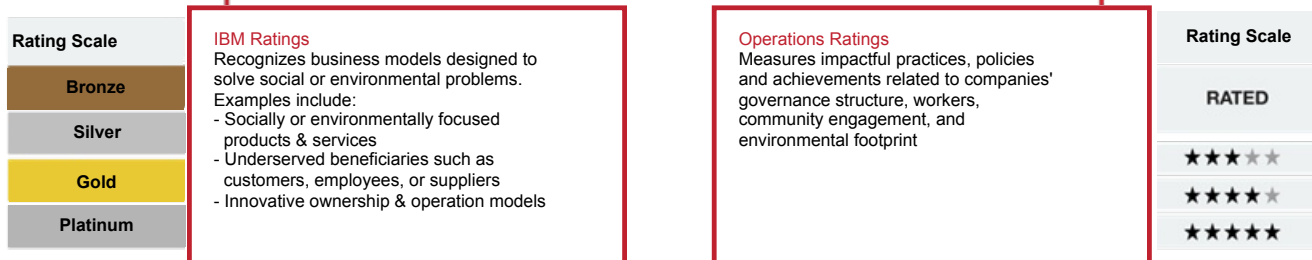 Rating Scale
Bronze
Silver
Gold
Platinum
IBM Ratings
Recognizes business models designed to
solve social or environmental problems.
Examples include:
- Socially or environmentally focused
products & services
- Underserved beneficiaries such as
customers, employees, or suppliers
- Innovative ownership & operation models
Operations Ratings
Measures impactful practices, policies
and achievements related to companies'
governance structure, workers,
community engagement, and
environmental footprint
Rating Scale
RATED
★★★★★
★★★★★
★★★★★